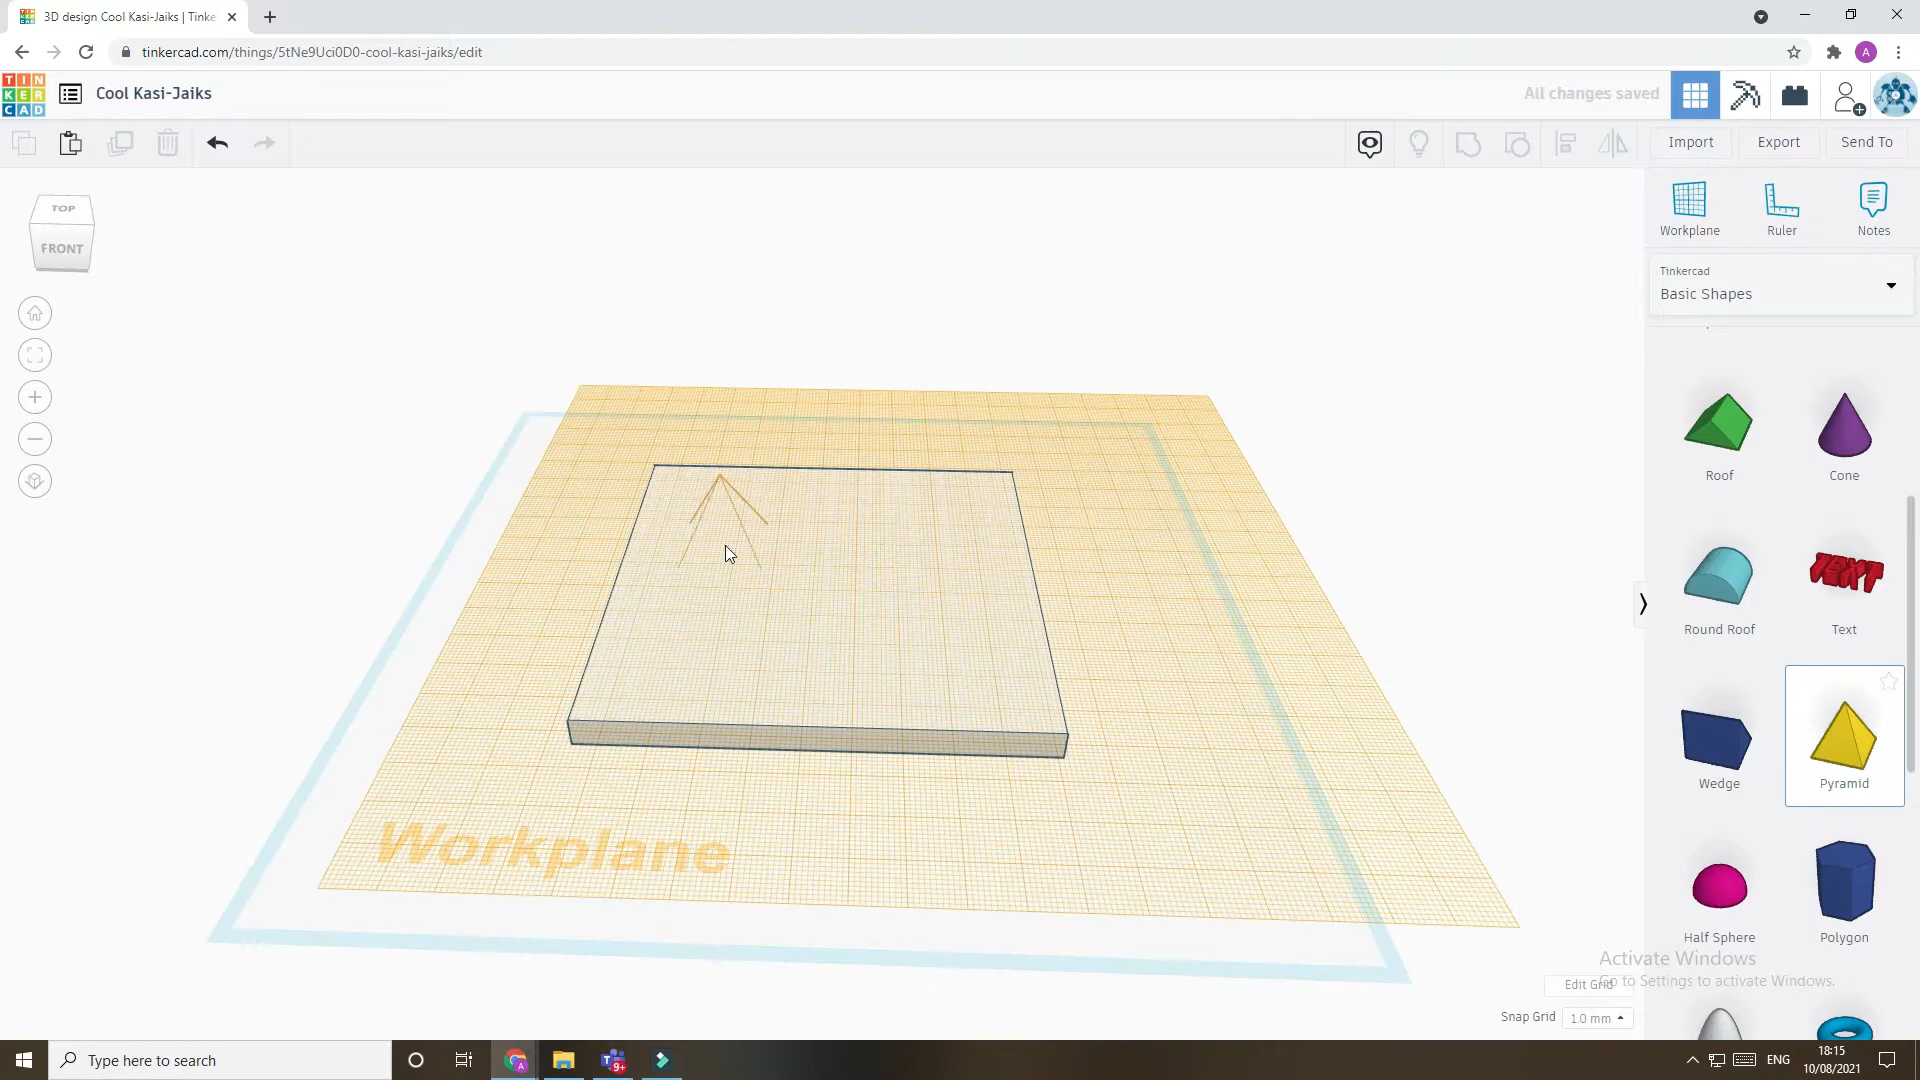 3D design Cool Kasi-Jaiks | Tinke
tinkercad.com/things/5tNe9Uci0D0-cool-kasi-jaiks/edit
A
TIN
KER
CAD
Cool Kasi-Jaiks
All changes saved
Import
Export
Send To
TOP
FRONT
Workplane
Ruler
Notes
Tinkercad
Basic Shapes
Roof
Cone
TEXT
Round Roof
Text
Wedge
Pyramid
Workplane
Half Sphere
Polygon
Activate Windows
Go to Settings to activate Windows.
Edit Grid
Snap Grid
1.0 mm
Type here to search
A
T
9+
ENG
18:15
10/08/2021